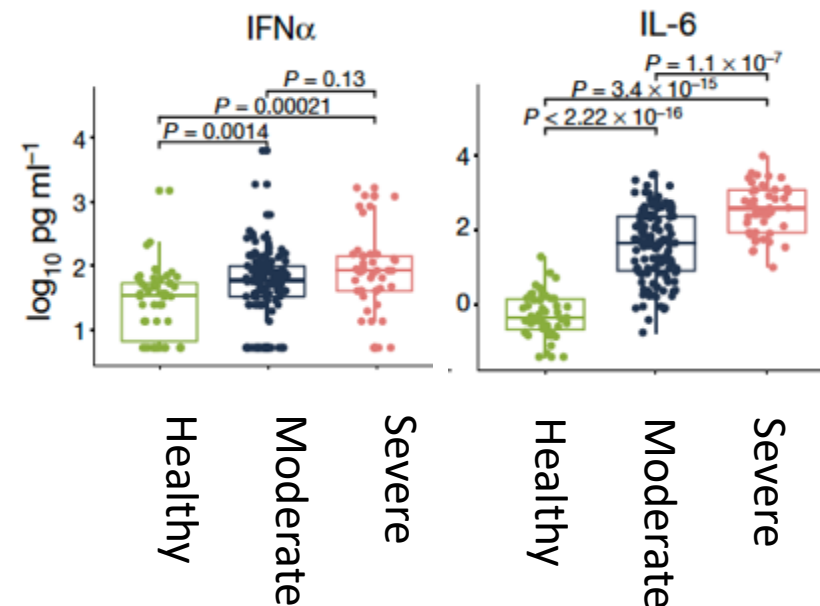 IFNα
P = 0.13
P = 0.00021
P = 0.0014
log₁₀ pg ml⁻¹
4
3
2
1
Healthy
Moderate
Severe
IL-6
P = 1.1 × 10⁻⁷
P = 3.4 × 10⁻¹⁵
P < 2.22 × 10⁻¹⁶
4
2
0
Healthy
Moderate
Severe